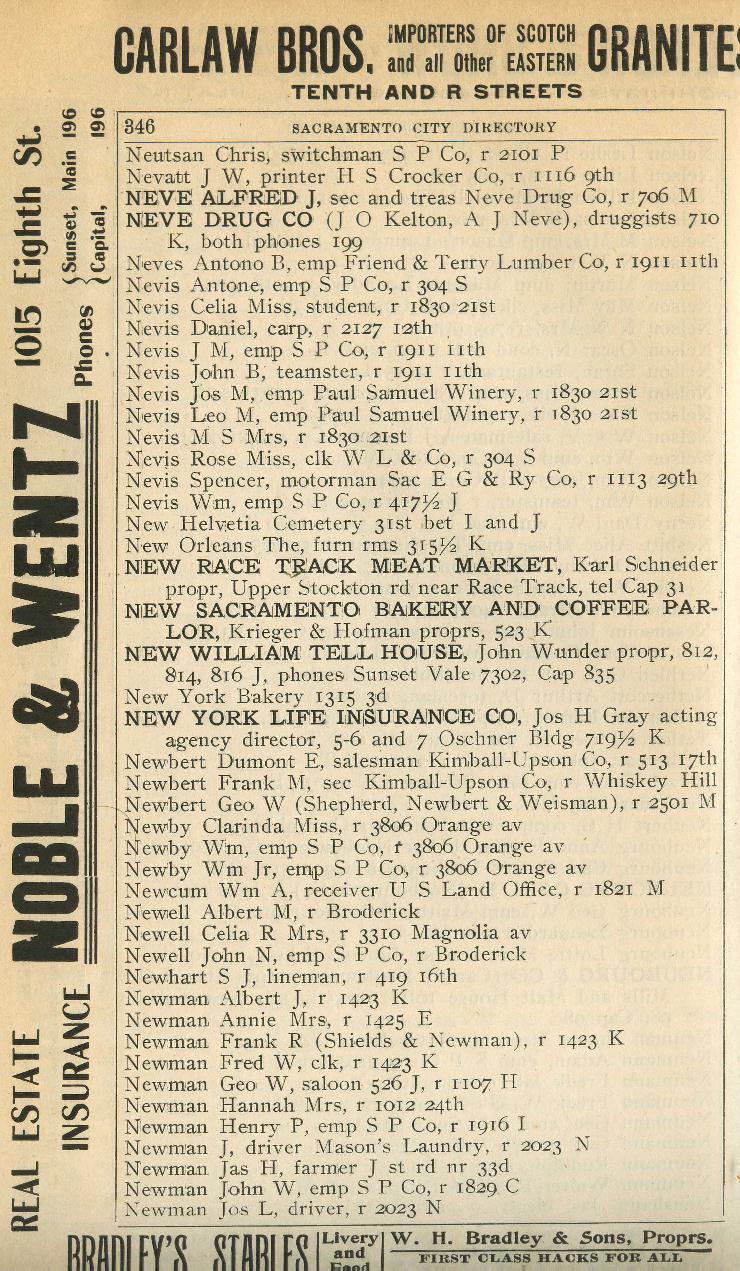 CARLAW BROS. IMPORTERS OF SCOTCH and all Other EASTERN GRANITES
TENTH AND R STREETS
346 SACRAMENTO CITY DIRECTORY
Neutsan Chris, switchman S P Co, r 2101 P
Nevatt J W, printer H S Crocker Co, r 1116 9th
NEVE ALFRED J, sec and treas Neve Drug Co, r 706 M
NEVE DRUG CO (J O Kelton, A J Neve), druggists 710
K, both phones 199
Neves Antono B, emp Friend & Terry Lumber Co, r 1911 11th
Nevis Antone, emp S P Co, r 304 S
Nevis Celia Miss, student, r 1830 21st
Nevis Daniel, carp, r 2127 12th
Nevis J M, emp S P Co, r 1911 11th
Nevis John B, teamster, r 1911 11th
Nevis Jos M, emp Paul Samuel Winery, r 1830 21st
Nevis Leo M, emp Paul Samuel Winery, r 1830 21st
Nevis M S Mrs, r 1830 21st
Nevis Rose Miss, clk W L & Co, r 304 S
Nevis Spencer, motorman Sac E G & Ry Co, r 1113 29th
Nevis Wm, emp S P Co, r 417½ J
New Helvetia Cemetery 31st bet I and J
New Orleans The, furn rms 315½ K
NEW RACE TRACK MEAT MARKET, Karl Schneider
propr, Upper Stockton rd near Race Track, tel Cap 31
NEW SACRAMENTO BAKERY AND COFFEE PAR-
LOR, Krieger & Hofman proprs, 523 K
NEW WILLIAM TELL HOUSE, John Wunder propr, 812,
814, 816 J, phones Sunset Vale 7302, Cap 835
New York Bakery 1315 3d
NEW YORK LIFE INSURANCE CO, Jos H Gray acting
agency director, 5-6 and 7 Oschner Bldg 719½ K
Newbert Dumont E, salesman Kimball-Upson Co, r 513 17th
Newbert Frank M, sec Kimball-Upson Co, r Whiskey Hill
Newbert Geo W (Shepherd, Newbert & Weisman), r 2501 M
Newby Clarinda Miss, r 3806 Orange av
Newby Wm, emp S P Co, r 3806 Orange av
Newby Wm Jr, emp S P Co, r 3806 Orange av
Newcum Wm A, receiver U S Land Office, r 1821 M
Newell Albert M, r Broderick
Newell Celia R Mrs, r 3310 Magnolia av
Newell John N, emp S P Co, r Broderick
Newhart S J, lineman, r 419 16th
Newman Albert J, r 1423 K
Newman Annie Mrs, r 1425 E
Newman Frank R (Shields & Newman), r 1423 K
Newman Fred W, clk, r 1423 K
Newman Geo W, saloon 526 J, r 1107 H
Newman Hannah Mrs, r 1012 24th
Newman Henry P, emp S P Co, r 1916 I
Newman J, driver Mason's Laundry, r 2023 N
Newman Jas H, farmer J st rd nr 33d
Newman John W, emp S P Co, r 1829 C
Newman Jos L, driver, r 2023 N
REAL ESTATE
INSURANCE
NOBLE & WENTZ
1015 Eighth St.
Phones
Sunset, Main 196
Capital, 196
BRADLEY'S STABLES
Livery
and
Feed
W. H. Bradley & Sons, Proprs.
FIRST CLASS HACKS FOR ALL